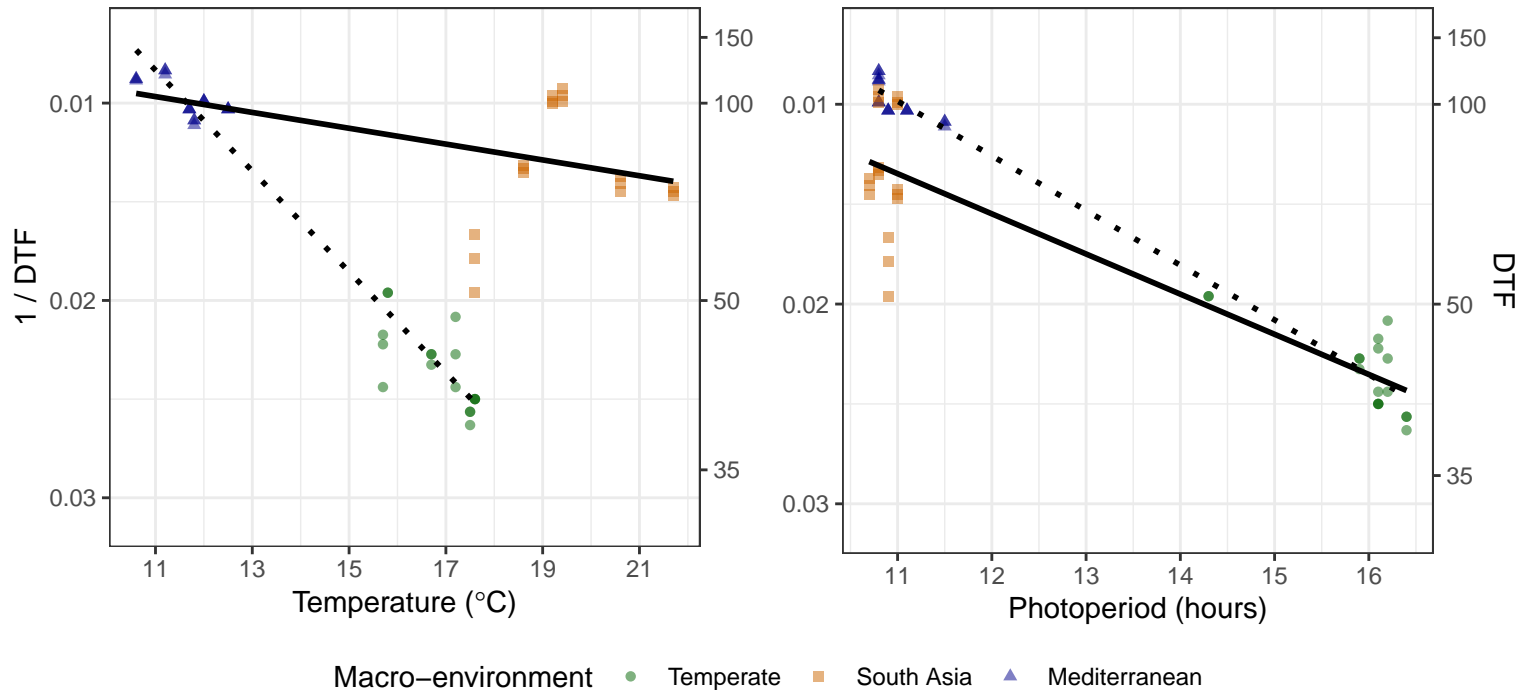 1 / DTF
0.01
0.02
0.03
150
100
50
35
11 13 15 17 19 21
Temperature (°C)
0.01
0.02
0.03
150
100
50
35
DTF
11 12 13 14 15 16
Photoperiod (hours)
Macro−environment Temperate South Asia Mediterranean